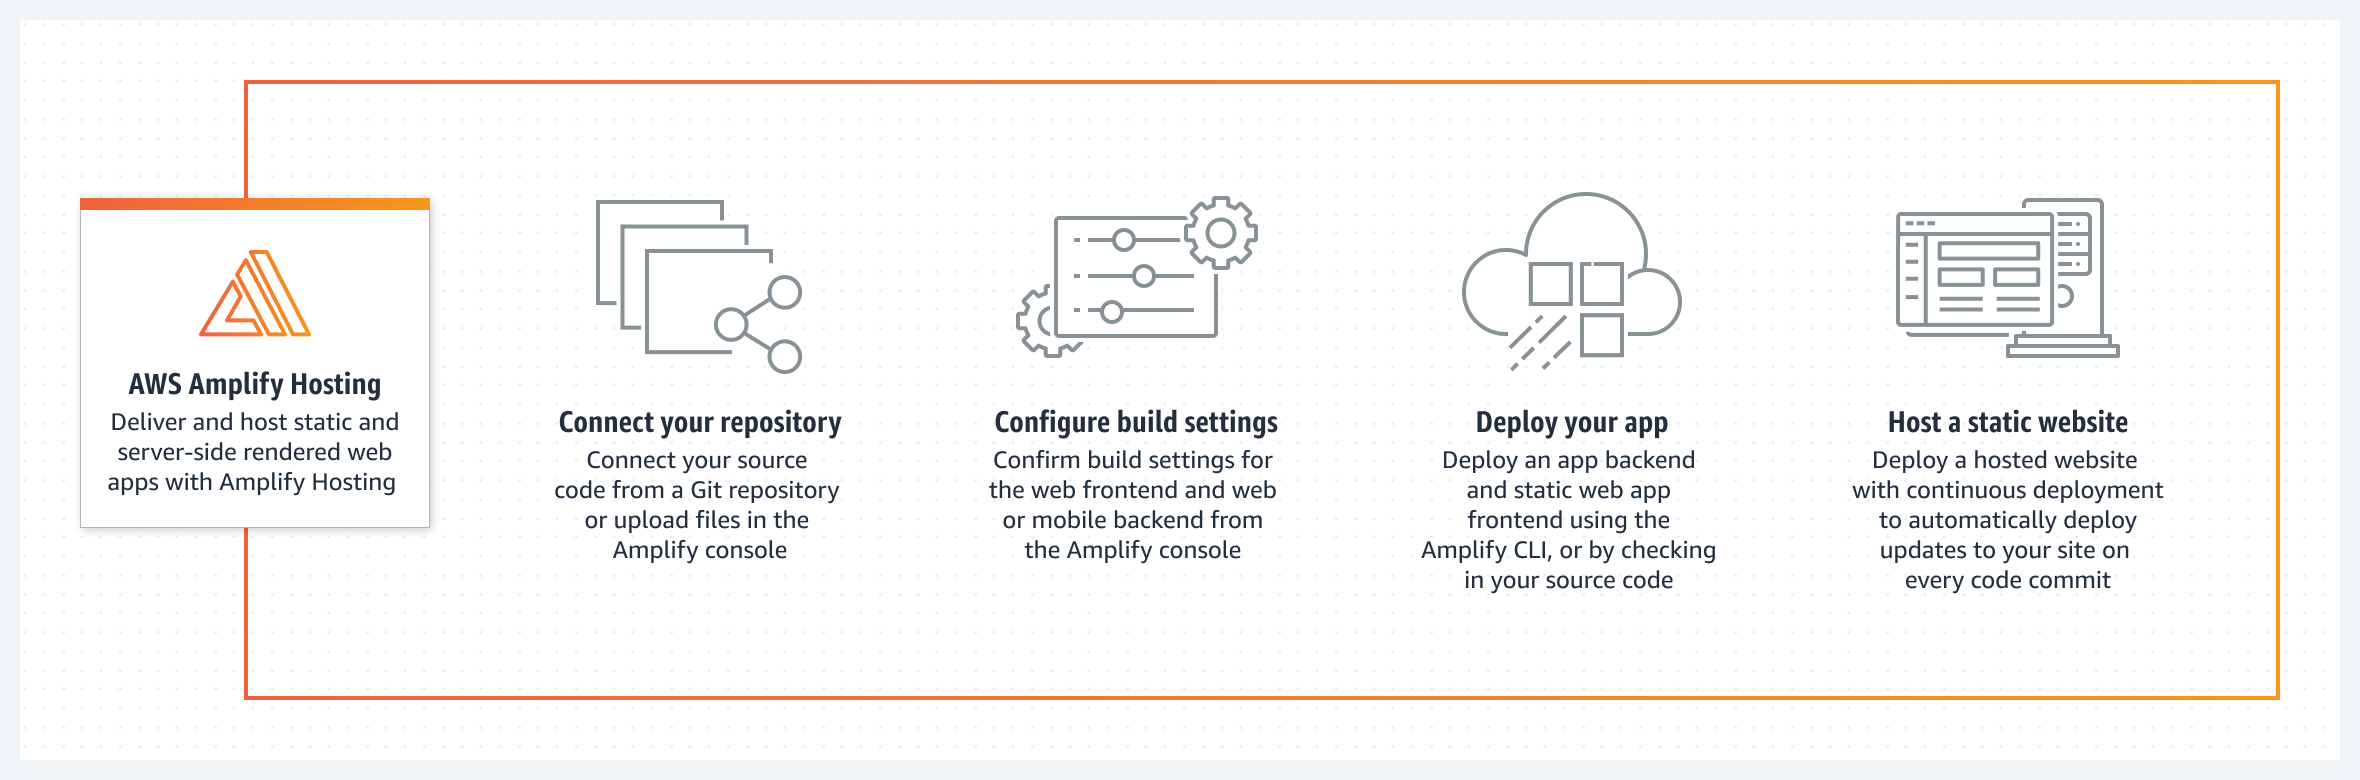 AWS Amplify Hosting
Deliver and host static and
server-side rendered web
apps with Amplify Hosting
Connect your repository
Connect your source
code from a Git repository
or upload files in the
Amplify console
Configure build settings
Confirm build settings for
the web frontend and web
or mobile backend from
the Amplify console
Deploy your app
Deploy an app backend
and static web app
frontend using the
Amplify CLI, or by checking
in your source code
Host a static website
Deploy a hosted website
with continuous deployment
to automatically deploy
updates to your site on
every code commit